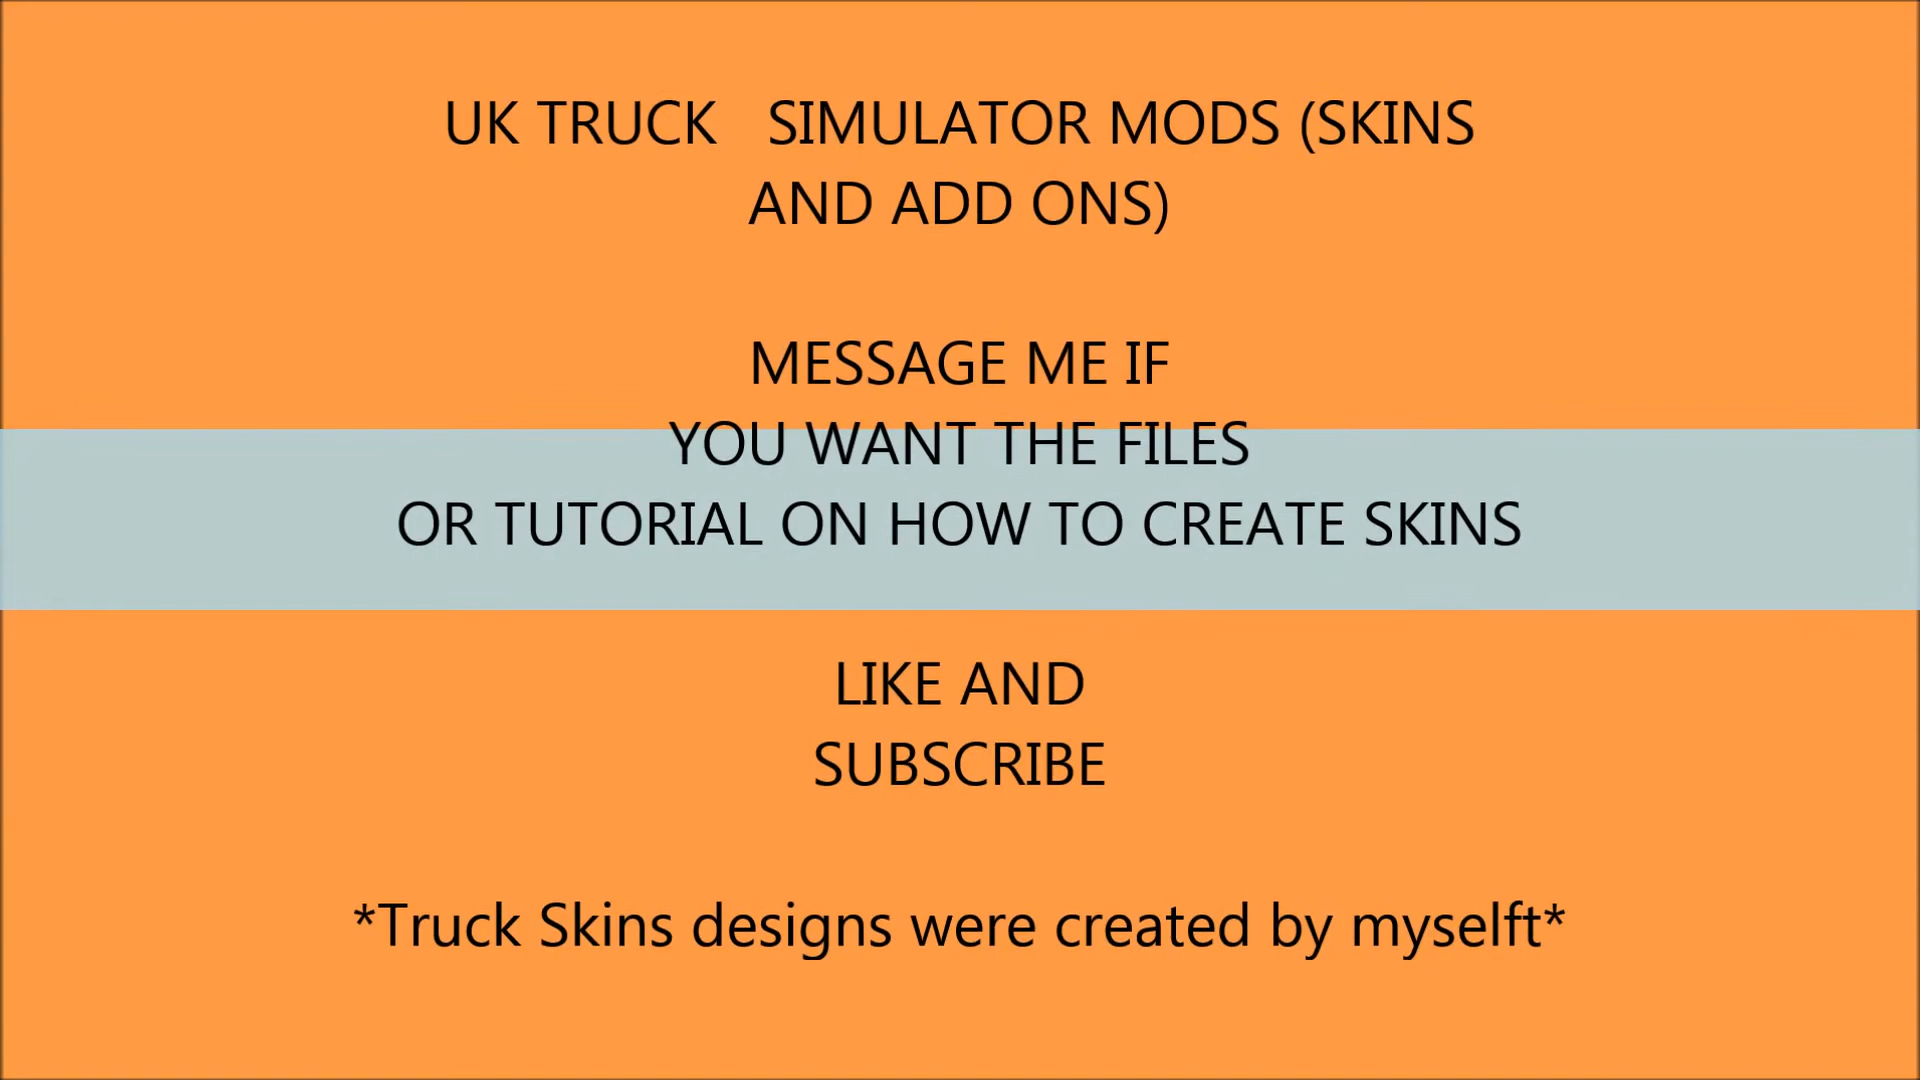 UK TRUCK   SIMULATOR MODS (SKINS
AND ADD ONS)
MESSAGE ME IF
YOU WANT THE FILES
OR TUTORIAL ON HOW TO CREATE SKINS
LIKE AND
SUBSCRIBE
*Truck Skins designs were created by myselft*